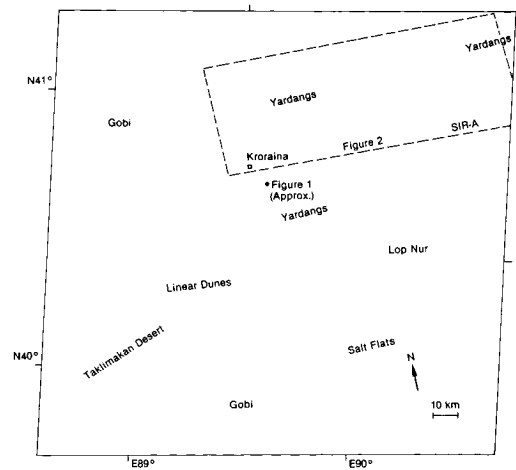 Yardangs
N41°
Yardangs
Gobi
SIR-A
Figure 2
Kroraina
Figure 1
(Approx.)
Yardangs
Lop Nur
Linear Dunes
Taklimakan Desert
Salt Flats
N
N40°
Gobi
10 km
E89°
E90°